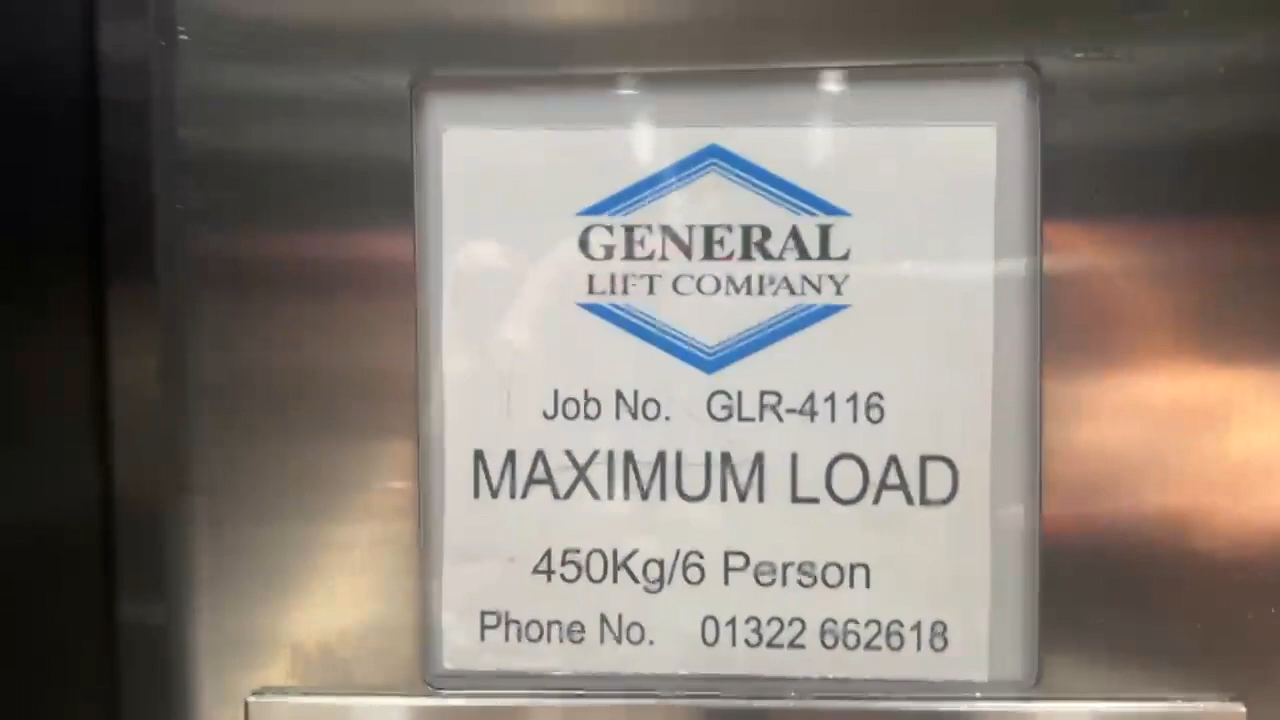 GENERAL
LIFT COMPANY
Job No. GLR-4116
MAXIMUM LOAD
450Kg/6 Person
Phone No. 01322 662618